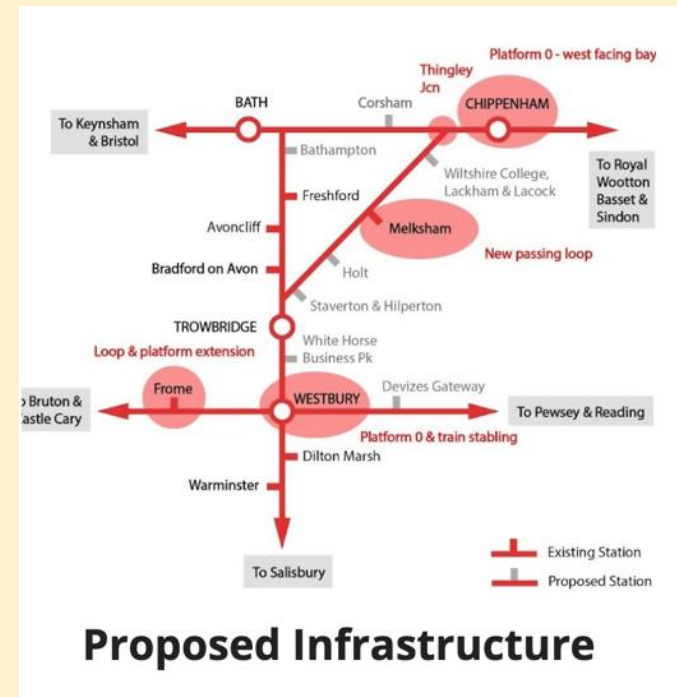 Platform 0 - west facing bay
Thingley
Jcn
BATH
Corsham
CHIPPENHAM
To Keynsham
& Bristol
Bathampton
Wiltshire College,
Lackham & Lacock
To Royal
Wootton
Basset &
Sindon
Freshford
Avoncliff
Melksham
New passing loop
Bradford on Avon
Holt
Staverton & Hilperton
TROWBRIDGE
White Horse
Business Pk
Loop & platform extension
Frome
WESTBURY
Devizes Gateway
o Bruton &
astle Cary
To Pewsey & Reading
Platform 0 & train stabling
Dilton Marsh
Warminster
To Salisbury
Existing Station
Proposed Station
Proposed Infrastructure